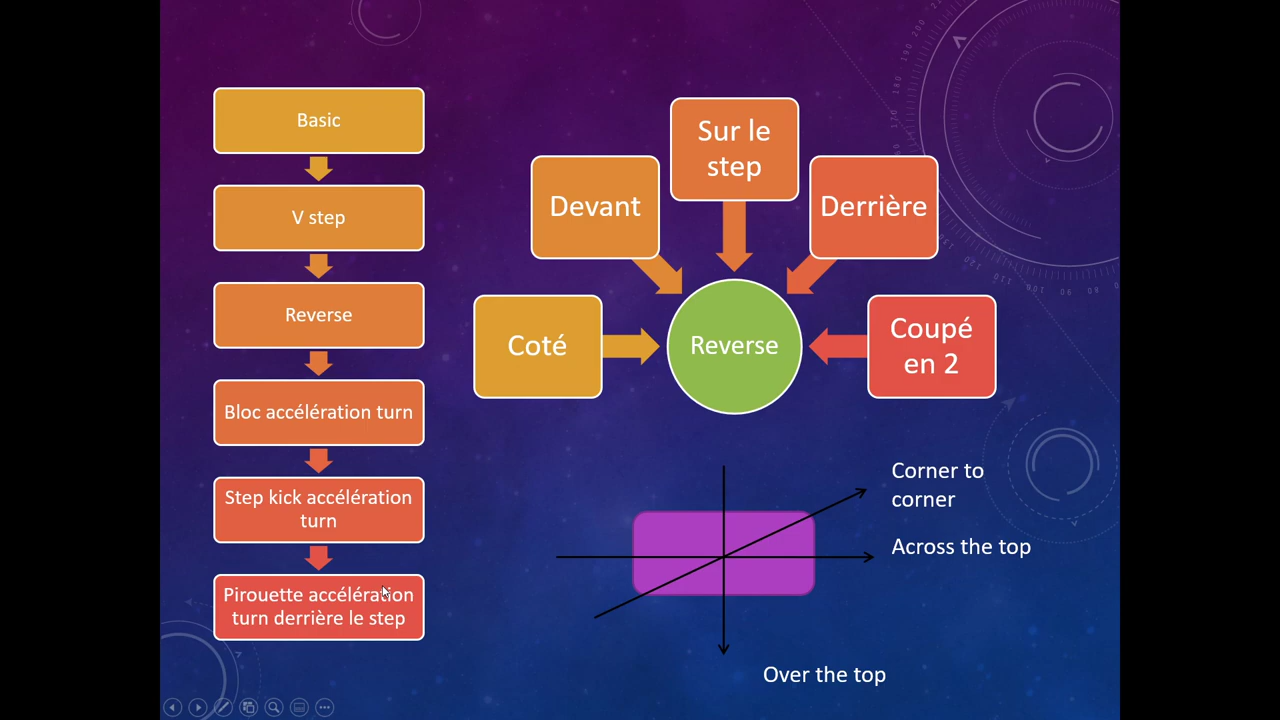 Basic
V step
Reverse
Bloc accélération turn
Step kick accélération
turn
Pirouette accélération
turn derrière le step
Coté
Devant
Sur le
step
Derrière
Coupé
en 2
Reverse
Corner to
corner
Across the top
Over the top